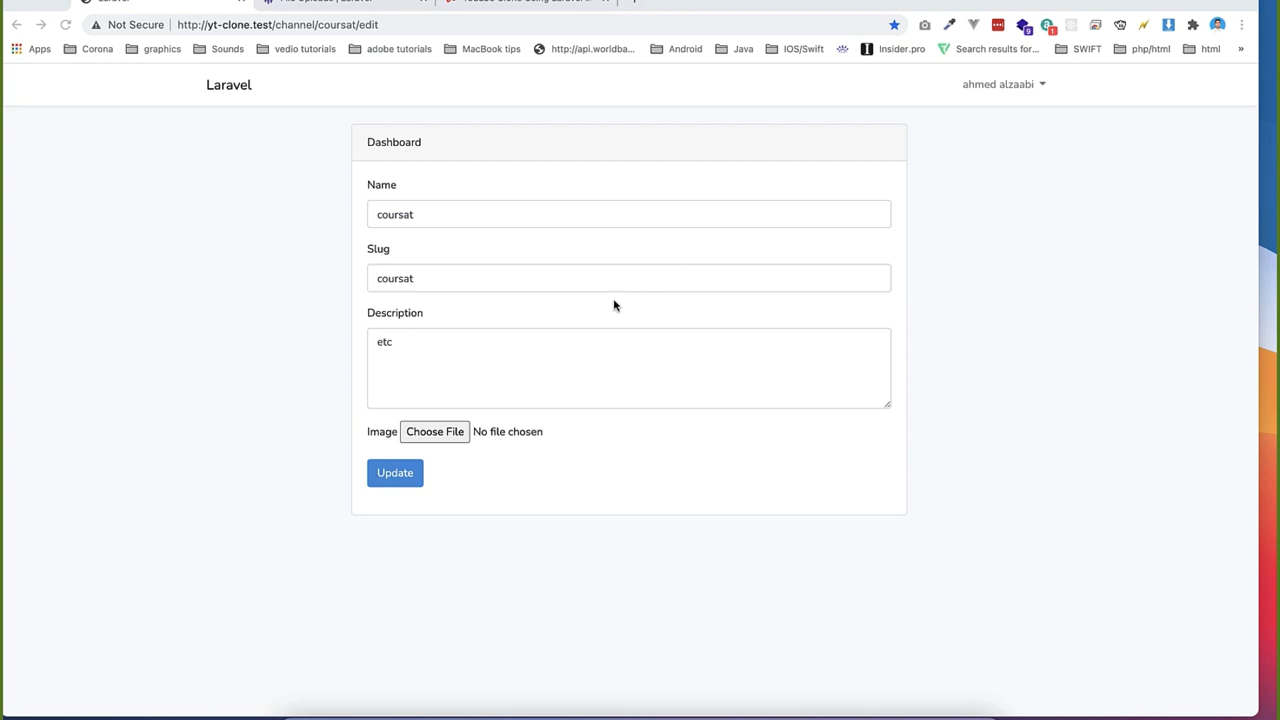 Not Secure
http://yt-clone.test/channel/coursat/edit
9
1
Apps
Corona
graphics
Sounds
vedio tutorials
adobe tutorials
MacBook tips
http://api.worldba...
Android
Java
IOS/Swift
Insider.pro
Search results for...
SWIFT
php/html
html
»
Laravel
ahmed alzaabi
Dashboard
Name
coursat
Slug
coursat
Description
etc
Image Choose File No file chosen
Update